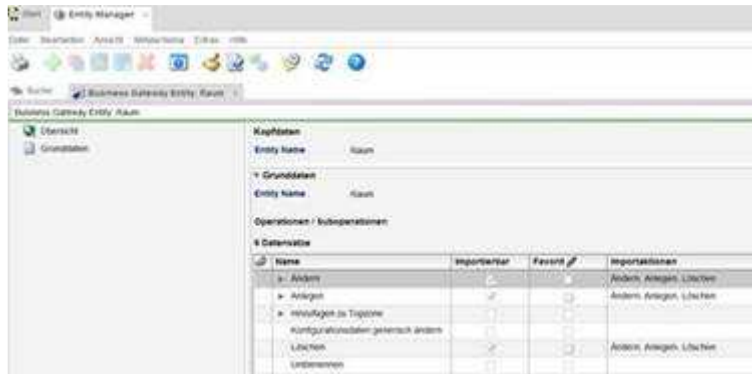 Start Entity Manager
Datei Bearbeiten Ansicht Extras Hilfe
Suche Business Gateway Entity: Raum
Business Gateway Entity: Raum
Übersicht
Grunddaten
Kopfdaten
Entity Name Raum
Grunddaten
Entity Name Raum
Operationen / Suboperationen
6 Datensätze
Name Importierbar Favorit Importaktionen
Ändern Ändern, Anlegen, Löschen
Anlegen Ändern, Anlegen, Löschen
Hinzufügen zu Topzone
Konfigurationsdaten generisch ändern
Löschen Ändern, Anlegen, Löschen
Umbenennen